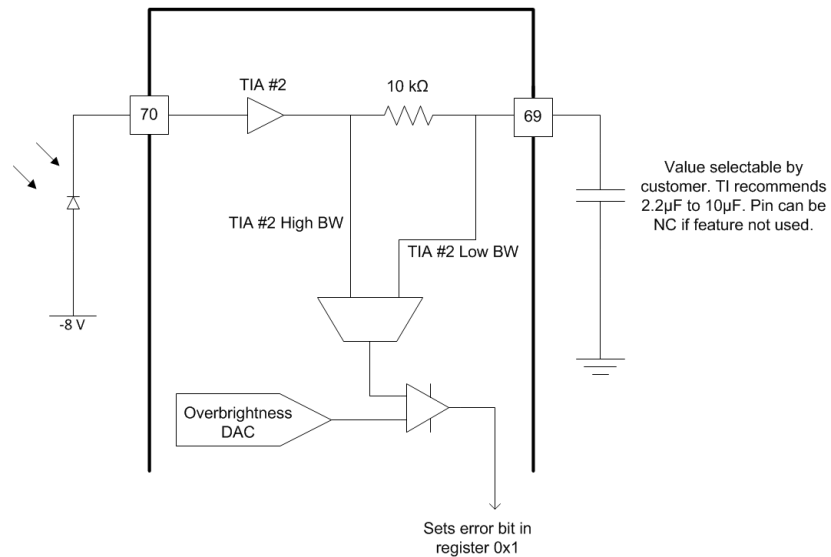 TIA #2
10 kΩ
70
69
Value selectable by
customer. TI recommends
2.2µF to 10µF. Pin can be
NC if feature not used.
TIA #2 High BW
TIA #2 Low BW
-8 V
Overbrightness
DAC
Sets error bit in
register 0x1